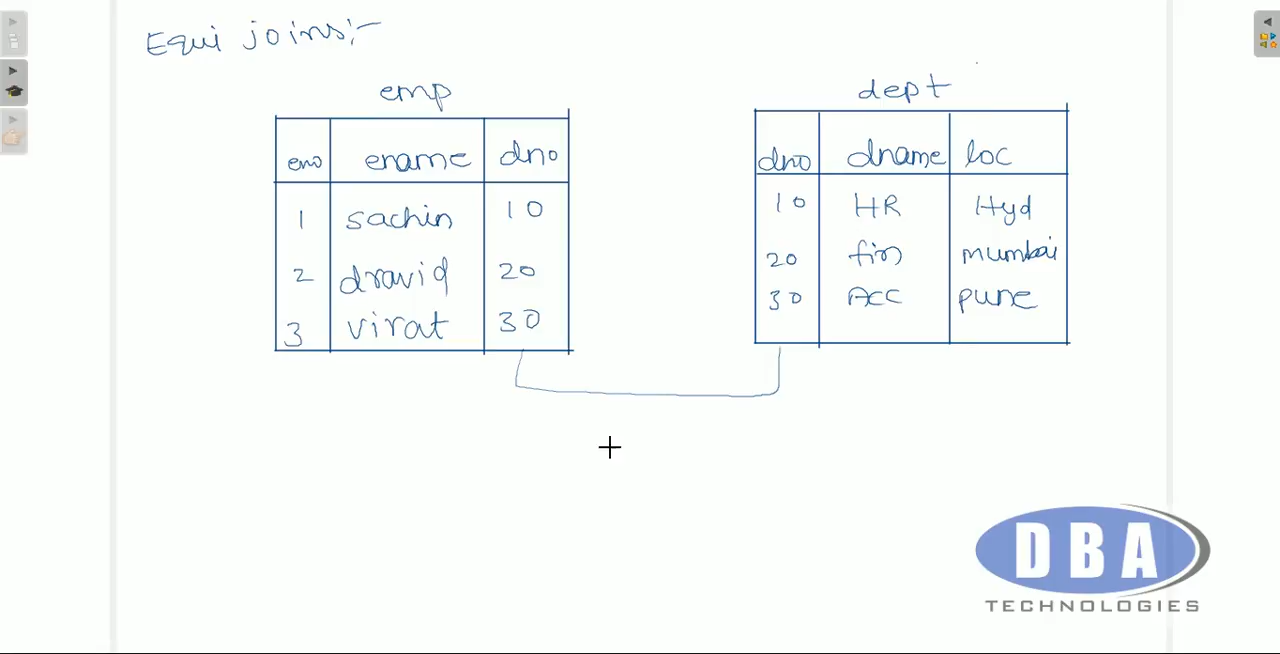 Equi joins:-
emp
eno ename dno
1 sachin 10
2 dravid 20
3 virat 30
dept
dno dname loc
10 HR Hyd
20 fin mumbai
30 ACC pune
DBA
TECHNOLOGIES